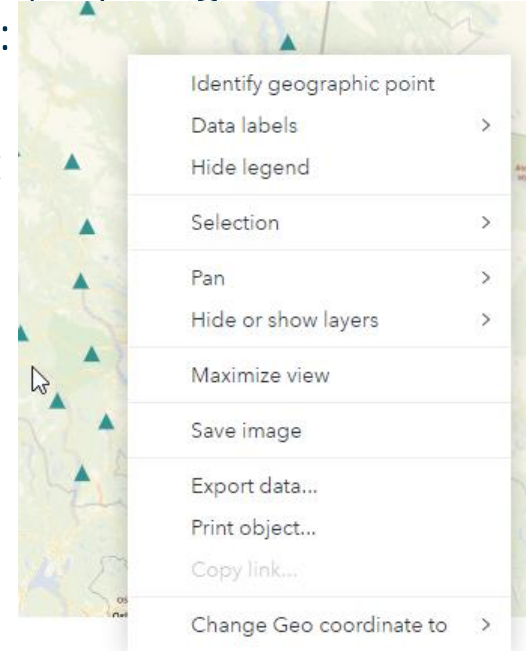 Identify geographic point
Data labels
Hide legend
Selection
Pan
Hide or show layers
Maximize view
Save image
Export data...
Print object...
Copy link...
Change Geo coordinate to